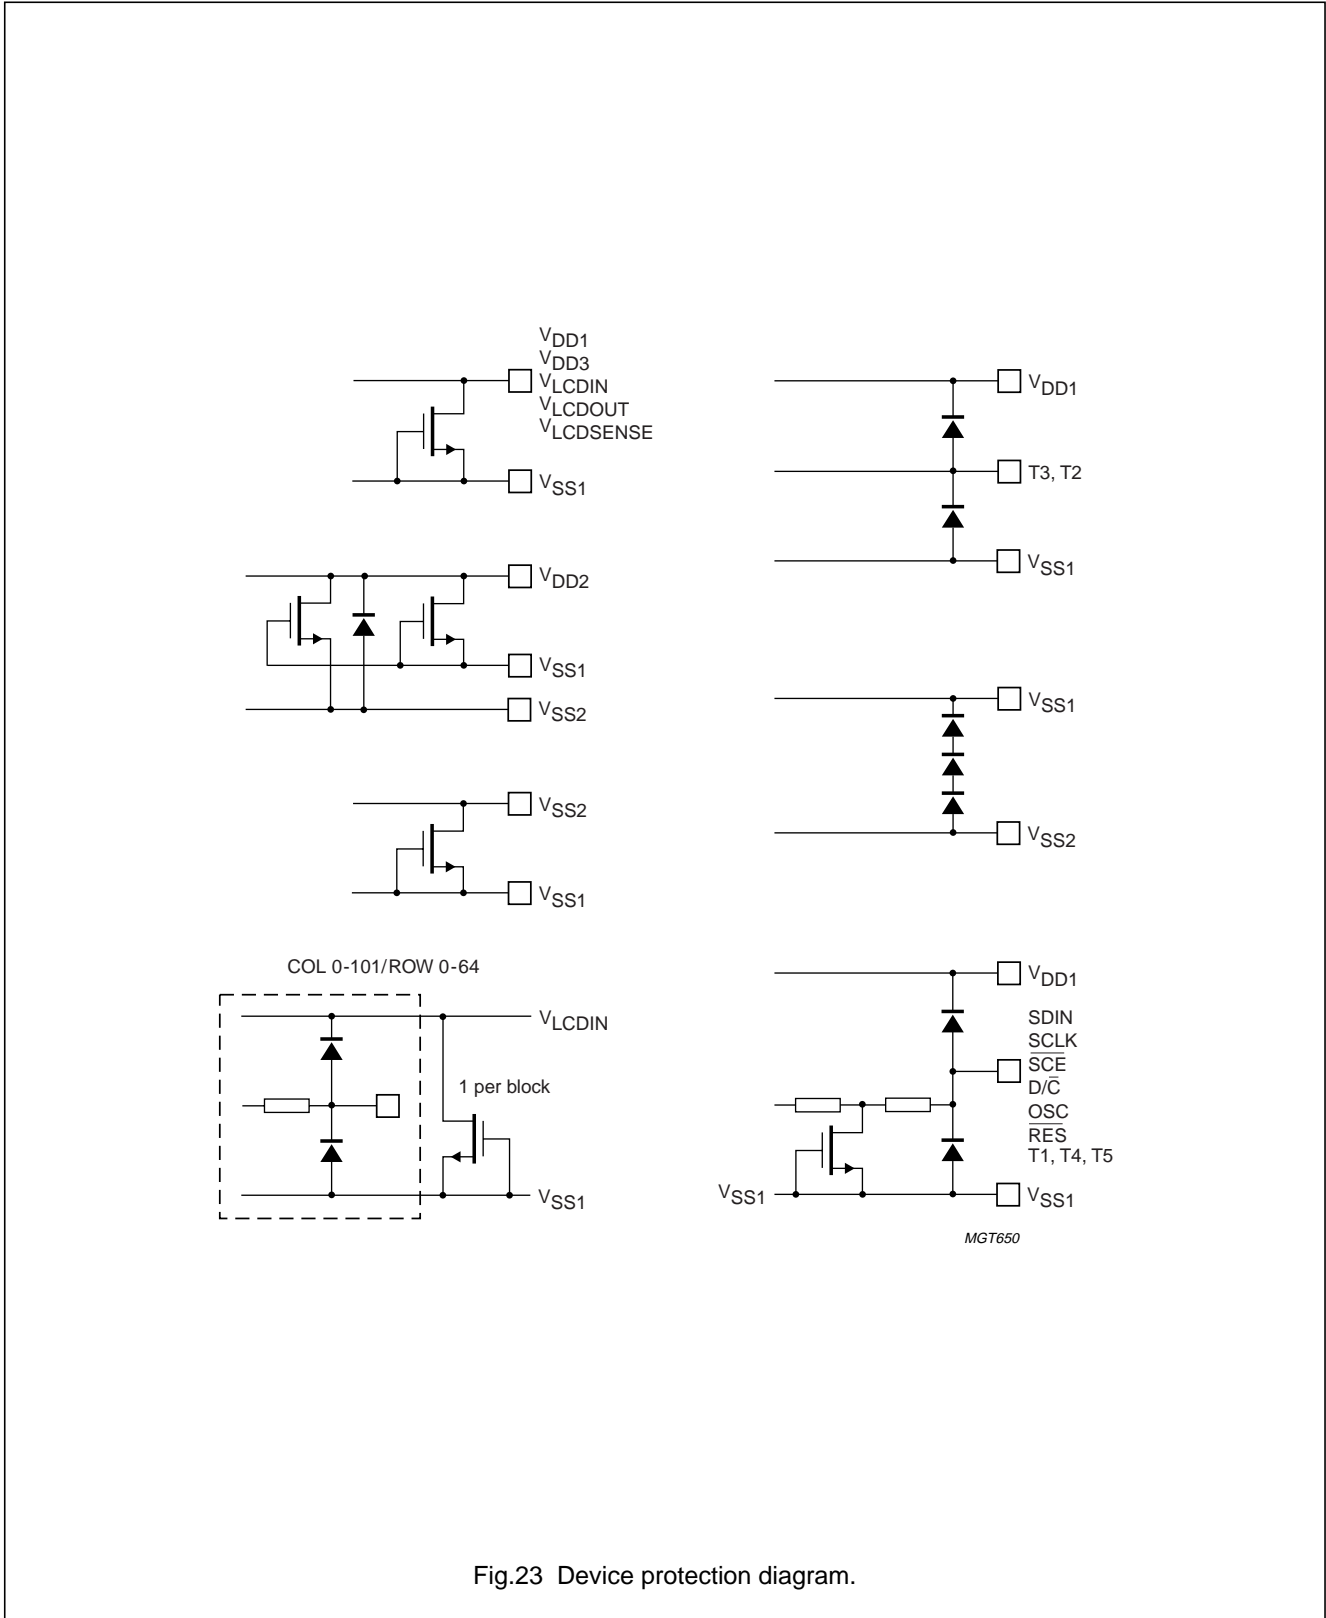 VDD1
VDD3
VLCDIN
VLCDOUT
VLCDSENSE
VSS1
VDD2
VSS1
VSS2
VSS2
VSS1
COL 0-101/ROW 0-64
VLCDIN
1 per block
VSS1
VDD1
T3, T2
VSS1
VSS1
VSS2
VDD1
SDIN
SCLK
S̅C̅E̅
D/C̅
OSC
R̅E̅S̅
T1, T4, T5
VSS1
VSS1
MGT650
Fig.23 Device protection diagram.